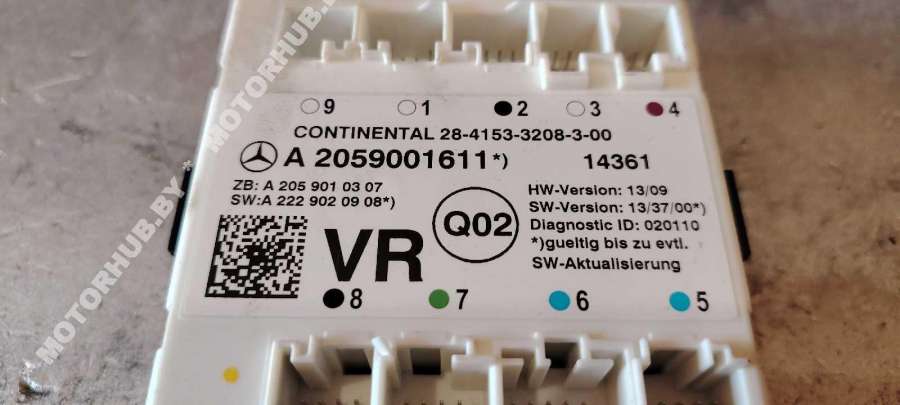 9 1 2 3 4
CONTINENTAL 28-4153-3208-3-00
A 2059001611*) 14361
ZB: A 205 901 03 07
SW:A 222 902 09 08*)
Q02
HW-Version: 13/09
SW-Version: 13/37/00*)
Diagnostic ID: 020110
*)gueltig bis zu evtl.
SW-Aktualisierung
VR
8 7 6 5
MOTORHUB.BY
MOTORHUB.BY